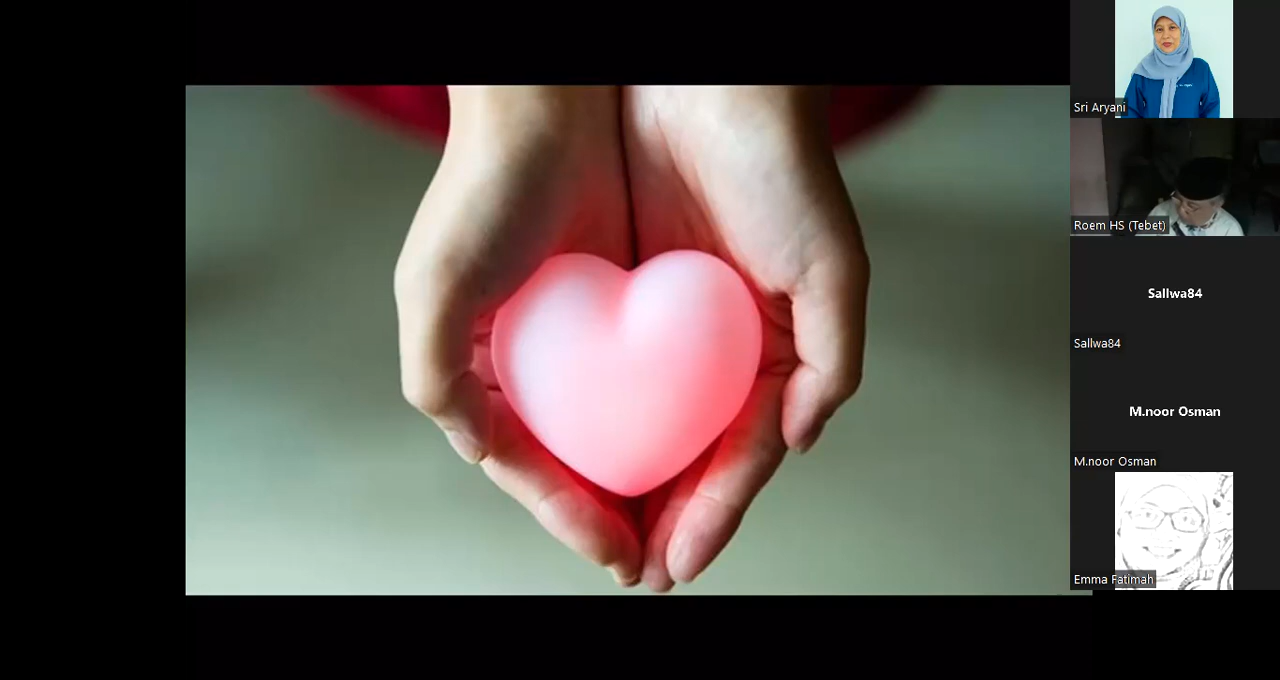 Sri Aryani
Roem HS (Tebet)
Sallwa84
Sallwa84
M.noor Osman
M.noor Osman
Emma Fatimah